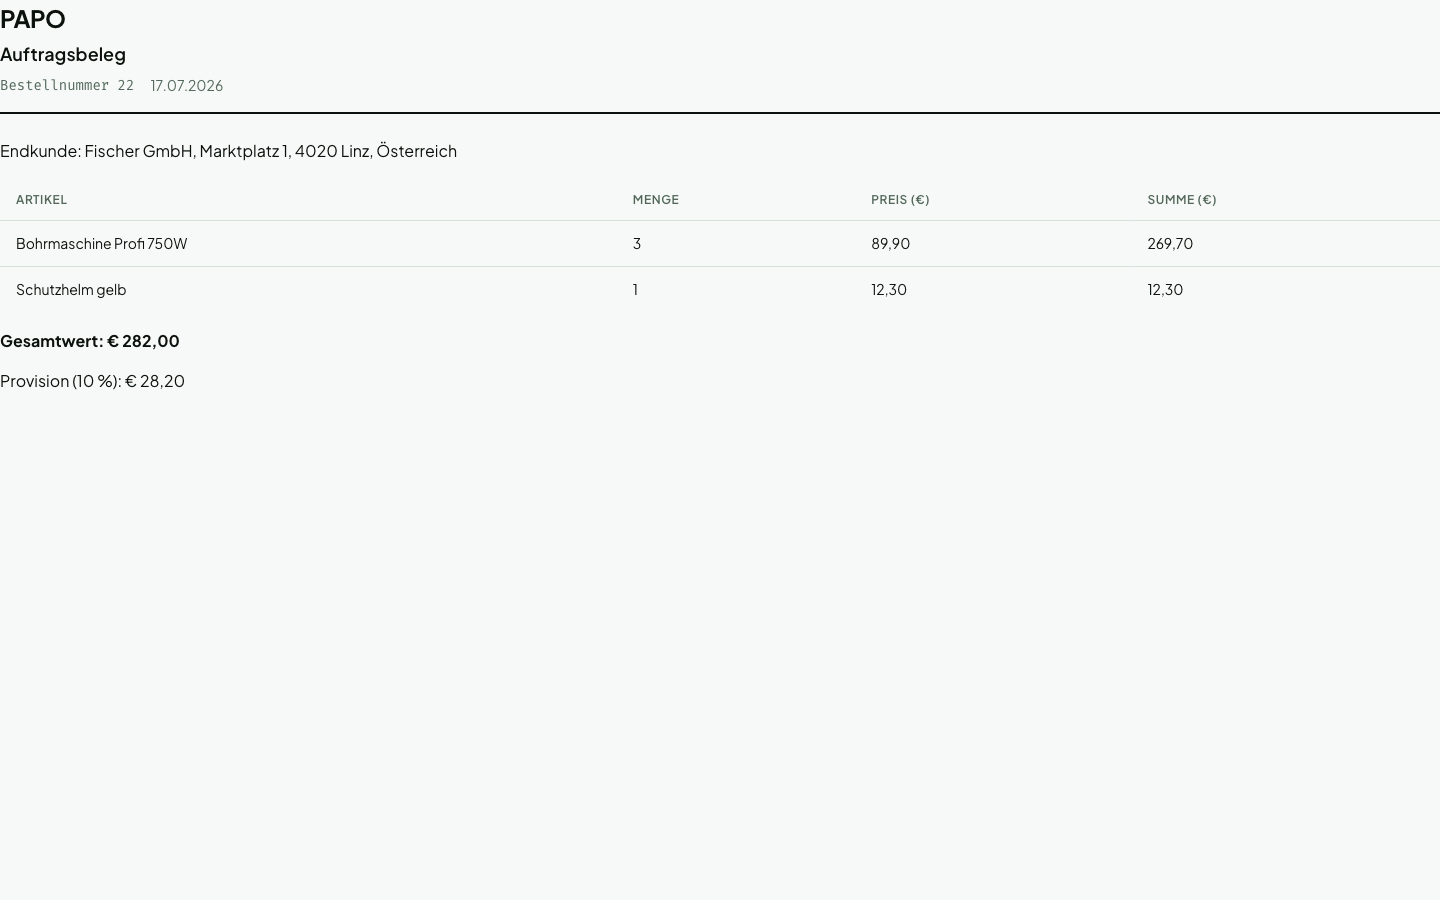 PAPO
Auftragsbeleg
Bestellnummer 22 17.07.2026
Endkunde: Fischer GmbH, Marktplatz 1, 4020 Linz, Österreich
ARTIKEL MENGE PREIS (€) SUMME (€)
Bohrmaschine Profi 750W 3 89,90 269,70
Schutzhelm gelb 1 12,30 12,30
Gesamtwert: € 282,00
Provision (10 %): € 28,20